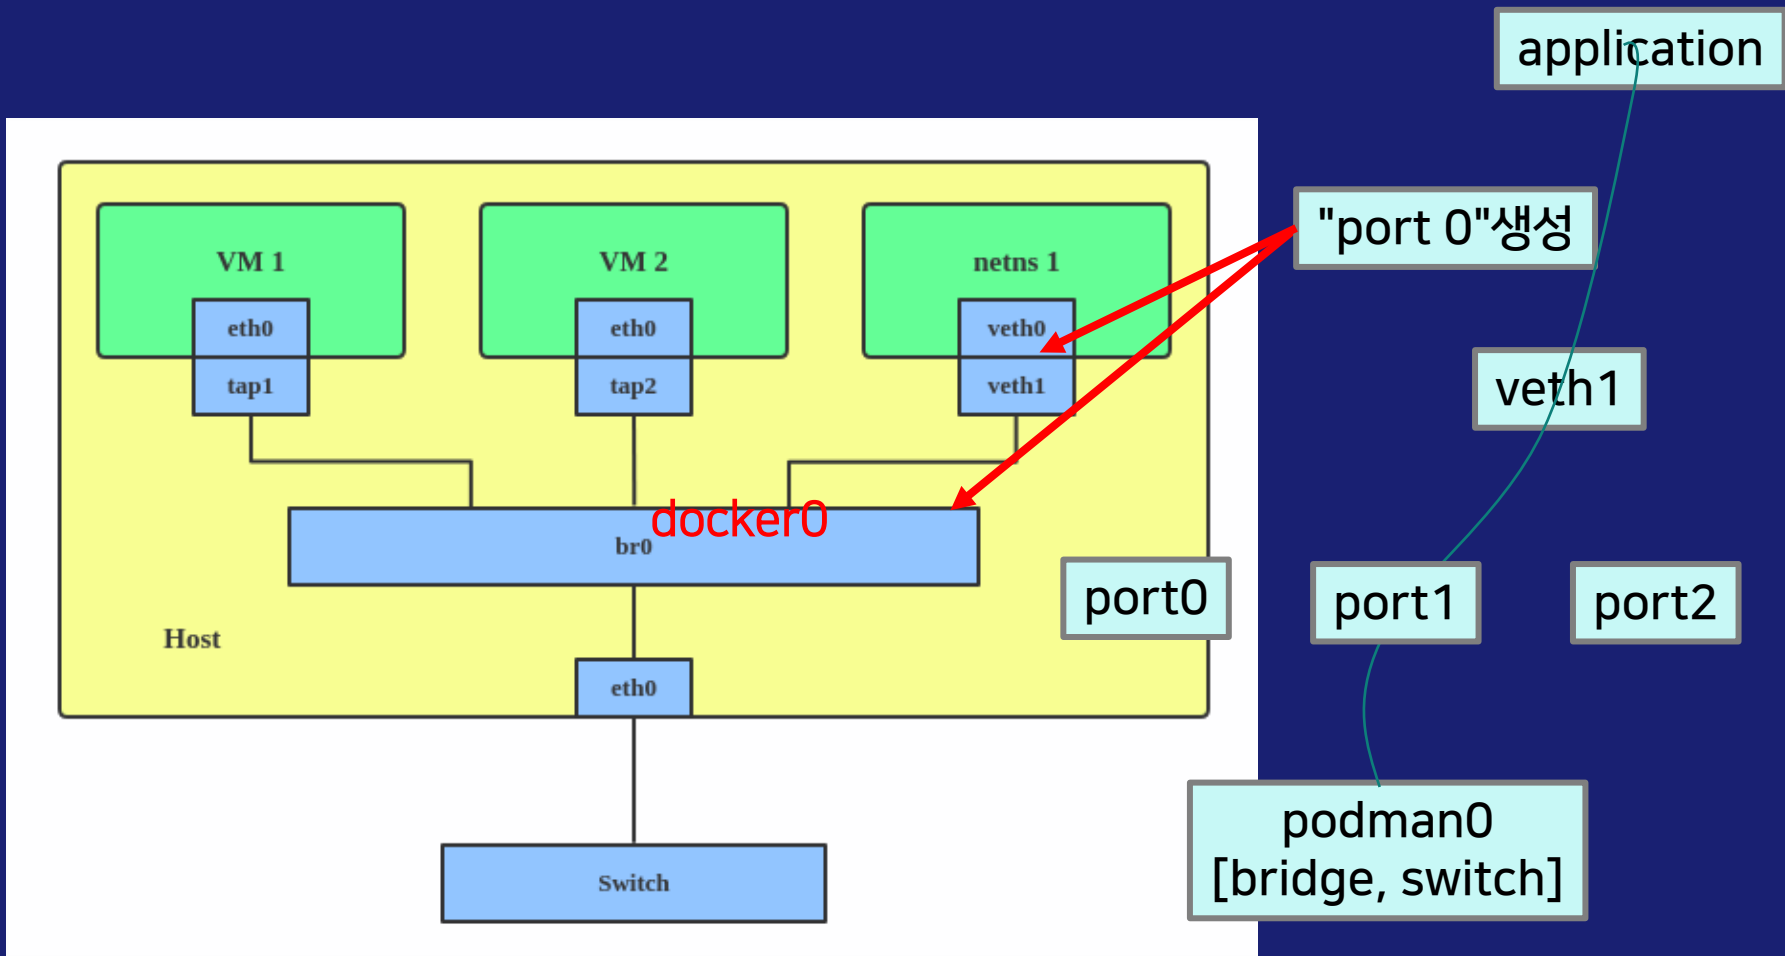 application
"port 0"생성
VM 1
VM 2
netns 1
eth0
eth0
veth0
tap1
tap2
veth1
veth1
docker0
br0
port0
port1
port2
Host
eth0
podman0
[bridge, switch]
Switch